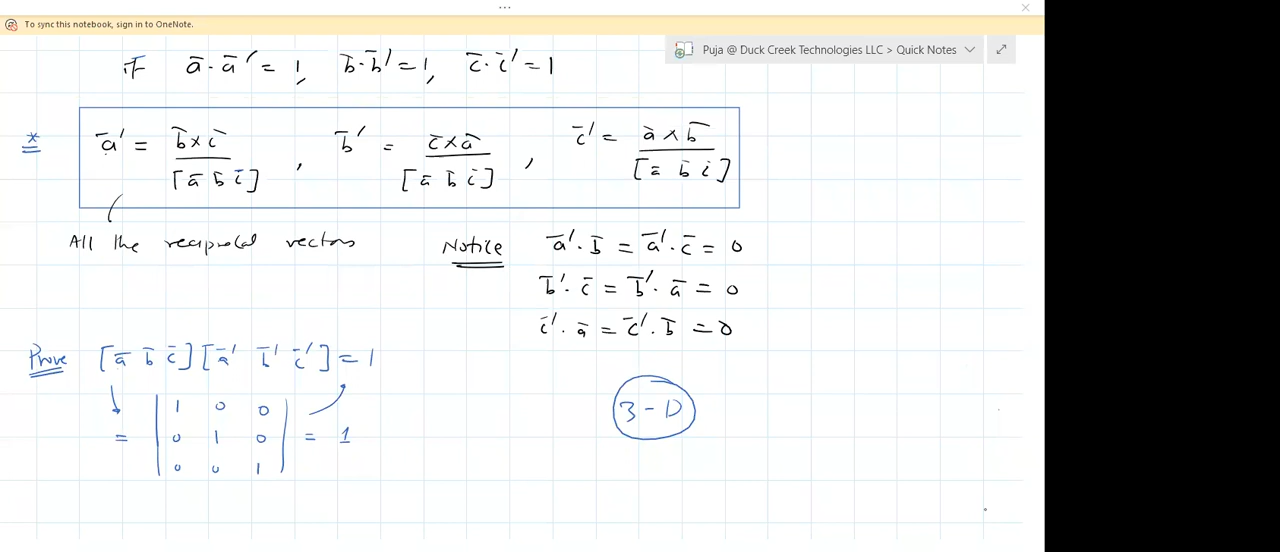 To sync this notebook, sign in to OneNote.
Puja @ Duck Creek Technologies LLC > Quick Notes
if a̅ · a̅′ = 1, b̅ · b̅′ = 1, c̅ · c̅′ = 1
* a̅′ = b̅ × c̅ / [a̅ b̅ c̅] , b̅′ = c̅ × a̅ / [a̅ b̅ c̅] , c̅′ = a̅ × b̅ / [a̅ b̅ c̅]
All the reciprocal vectors
Notice a̅′ · b̅ = a̅′ · c̅ = 0
b̅′ · c̅ = b̅′ · a̅ = 0
c̅′ · a̅ = c̅′ · b̅ = 0
Prove [a̅ b̅ c̅] [a̅′ b̅′ c̅′] = 1
= | 1 0 0 |
| 0 1 0 | = 1
| 0 0 1 |
3-D